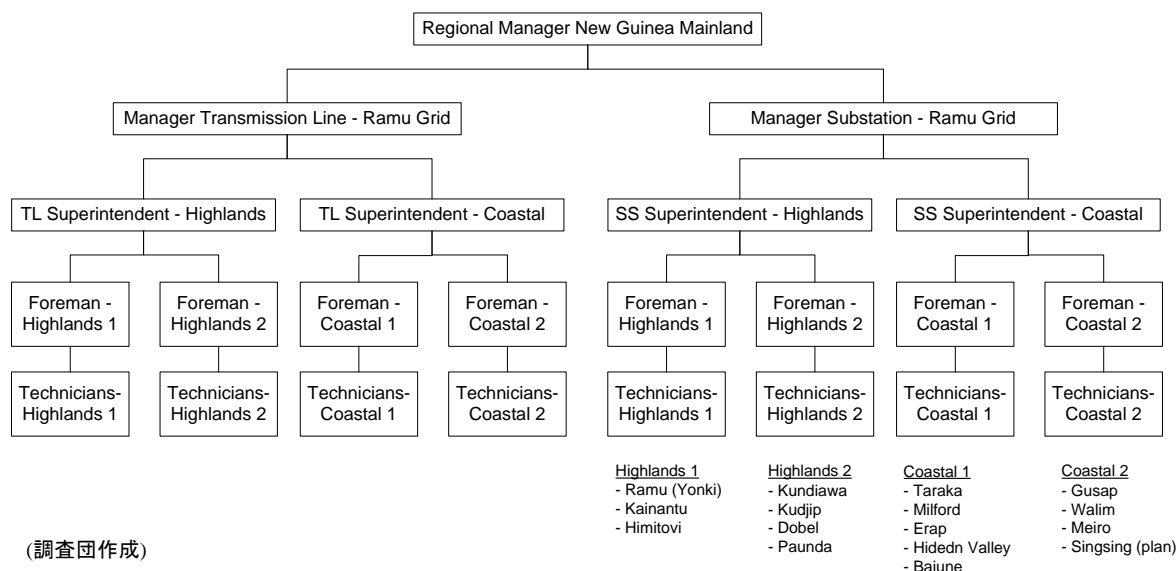 Regional Manager New Guinea Mainland
Manager Transmission Line - Ramu Grid
Manager Substation - Ramu Grid
TL Superintendent - Highlands
TL Superintendent - Coastal
SS Superintendent - Highlands
SS Superintendent - Coastal
Foreman -
Highlands 1
Foreman -
Highlands 2
Foreman -
Coastal 1
Foreman -
Coastal 2
Foreman -
Highlands 1
Foreman -
Highlands 2
Foreman -
Coastal 1
Foreman -
Coastal 2
Technicians-
Highlands 1
Technicians-
Highlands 2
Technicians-
Coastal 1
Technicians-
Coastal 2
Technicians-
Highlands 1
Technicians-
Highlands 2
Technicians-
Coastal 1
Technicians-
Coastal 2
Highlands 1
- Ramu (Yonki)
- Kainantu
- Himitovi
Highlands 2
- Kundiawa
- Kudjip
- Dobel
- Paunda
Coastal 1
- Taraka
- Milford
- Erap
- Hidedn Valley
- Baiune
Coastal 2
- Gusap
- Walim
- Meiro
- Singsing (plan)
(調査団作成)